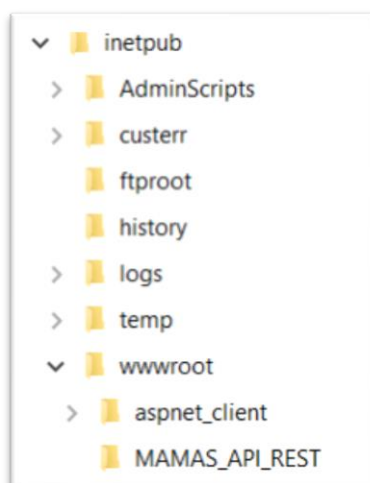 inetpub
AdminScripts
custerr
ftproot
history
logs
temp
wwwroot
aspnet_client
MAMAS_API_REST